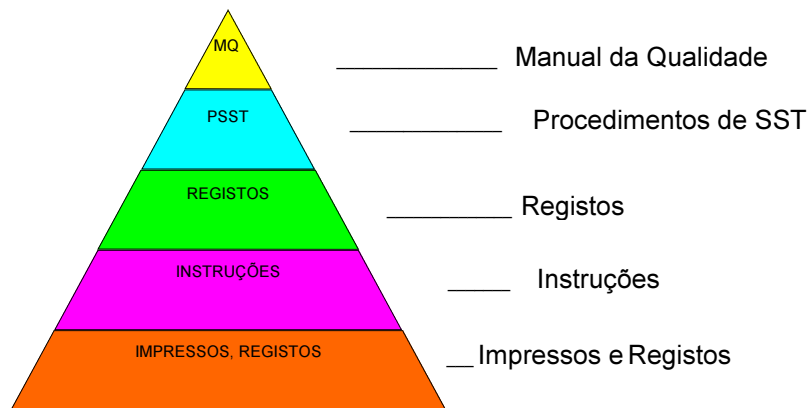 MQ
Manual da Qualidade
PSST
Procedimentos de SST
REGISTOS
Registos
INSTRUÇÕES
Instruções
IMPRESSOS, REGISTOS
Impressos e Registos